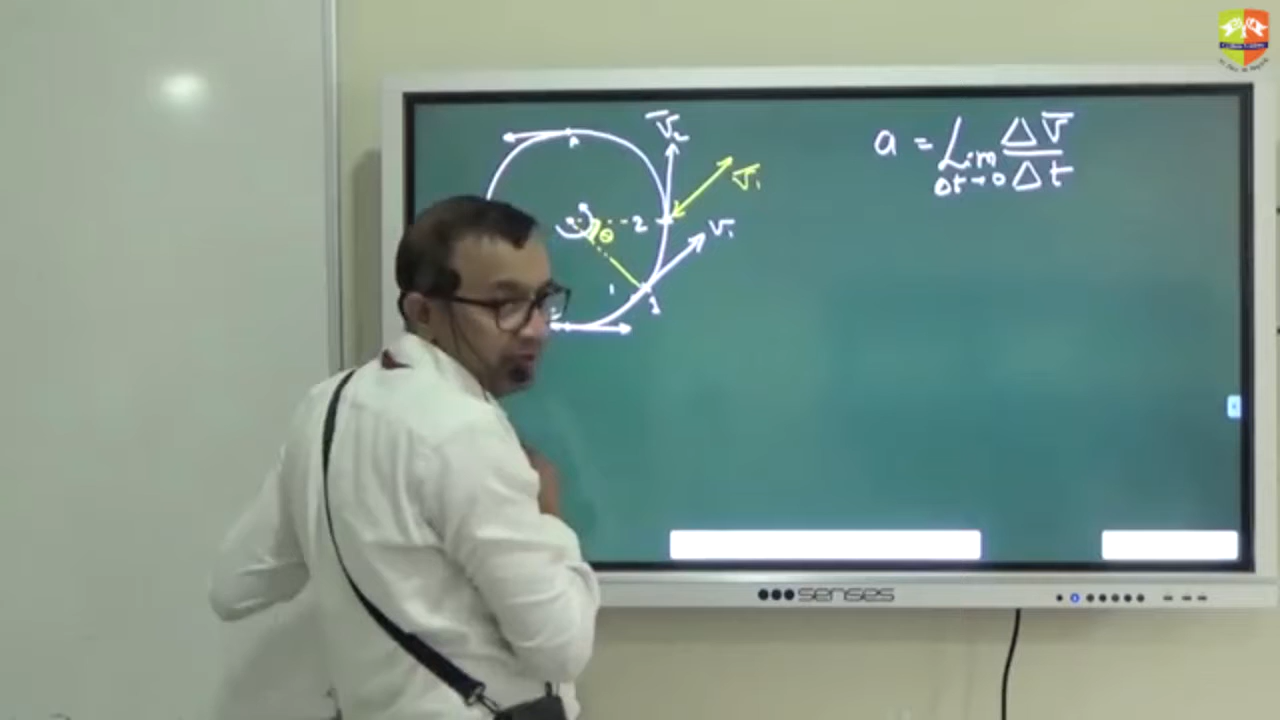 V̅₂
V̅₁
V₁
2
θ
1
a = Lim ΔV̅/Δt
Δt→0
senses